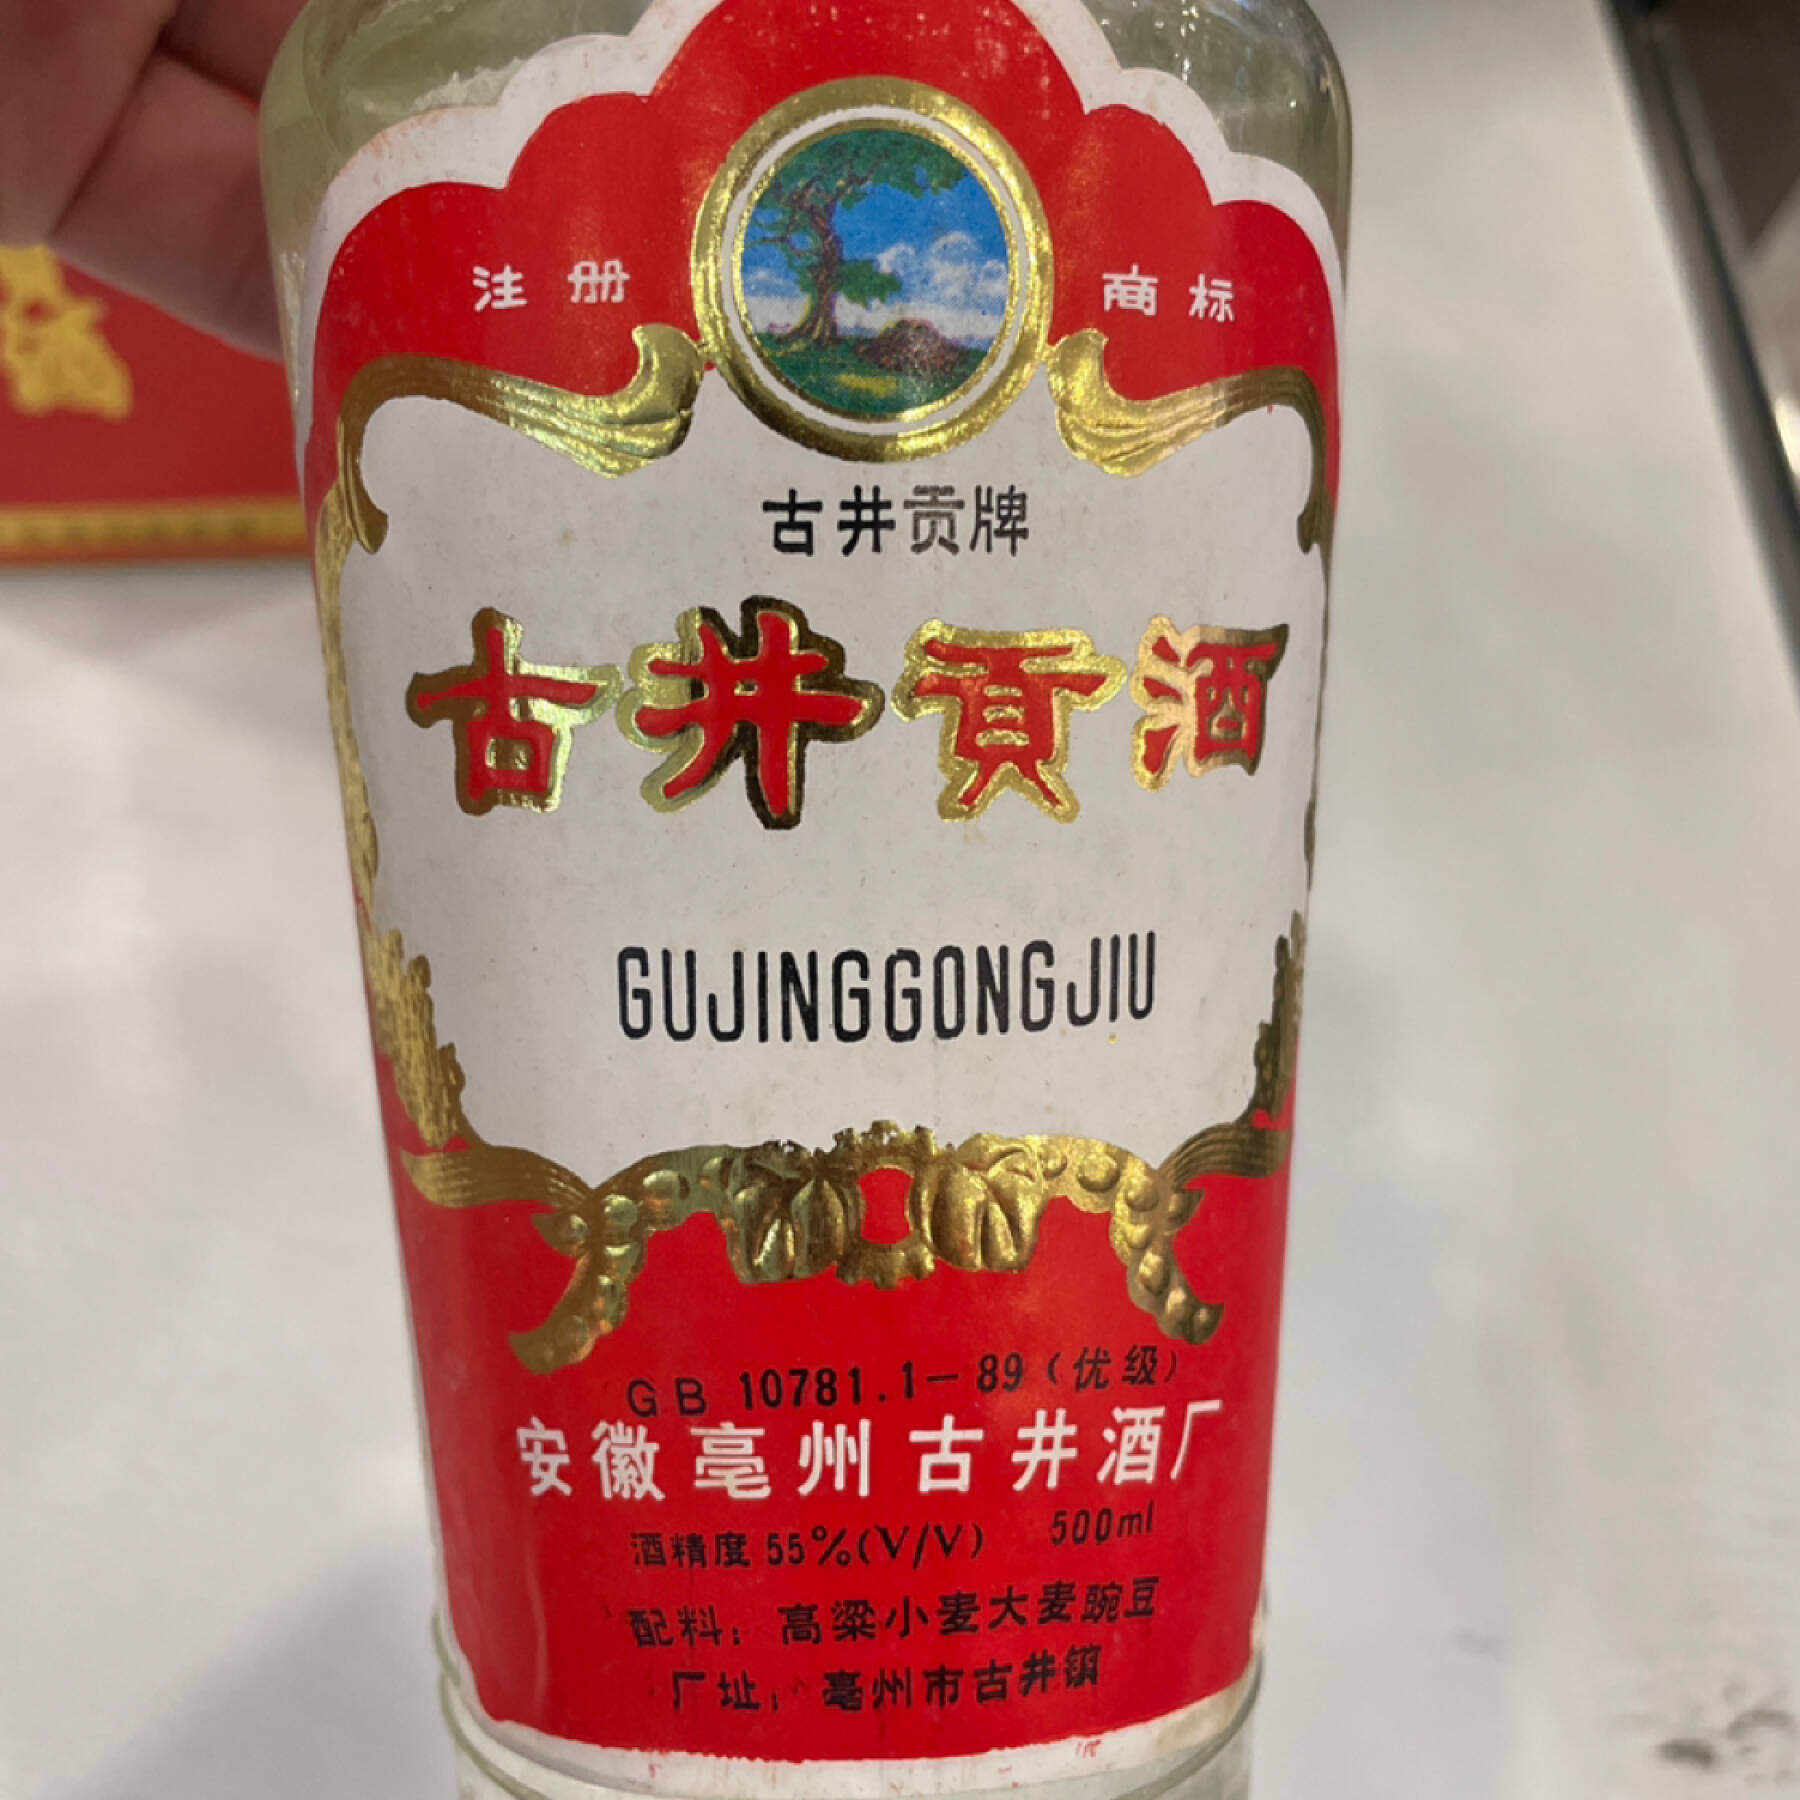 注册 商标
古井贡牌
古井贡酒
GUJINGGONGJIU
GB 10781.1-89(优级)
安徽亳州古井酒厂
酒精度55%(V/V) 500ml
配料:高粱小麦大麦豌豆
厂址:亳州市古井镇
酒